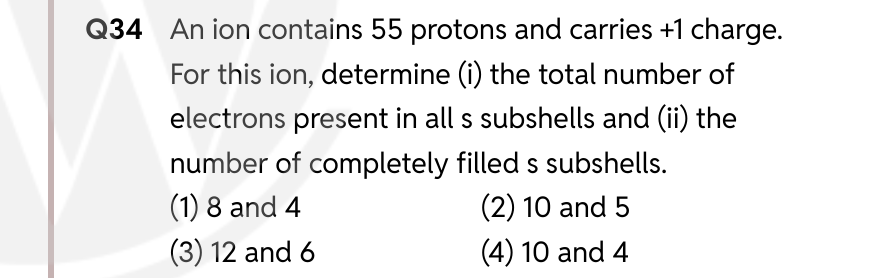 Q34 An ion contains 55 protons and carries +1 charge.
For this ion, determine (i) the total number of
electrons present in all s subshells and (ii) the
number of completely filled s subshells.
(1) 8 and 4 (2) 10 and 5
(3) 12 and 6 (4) 10 and 4